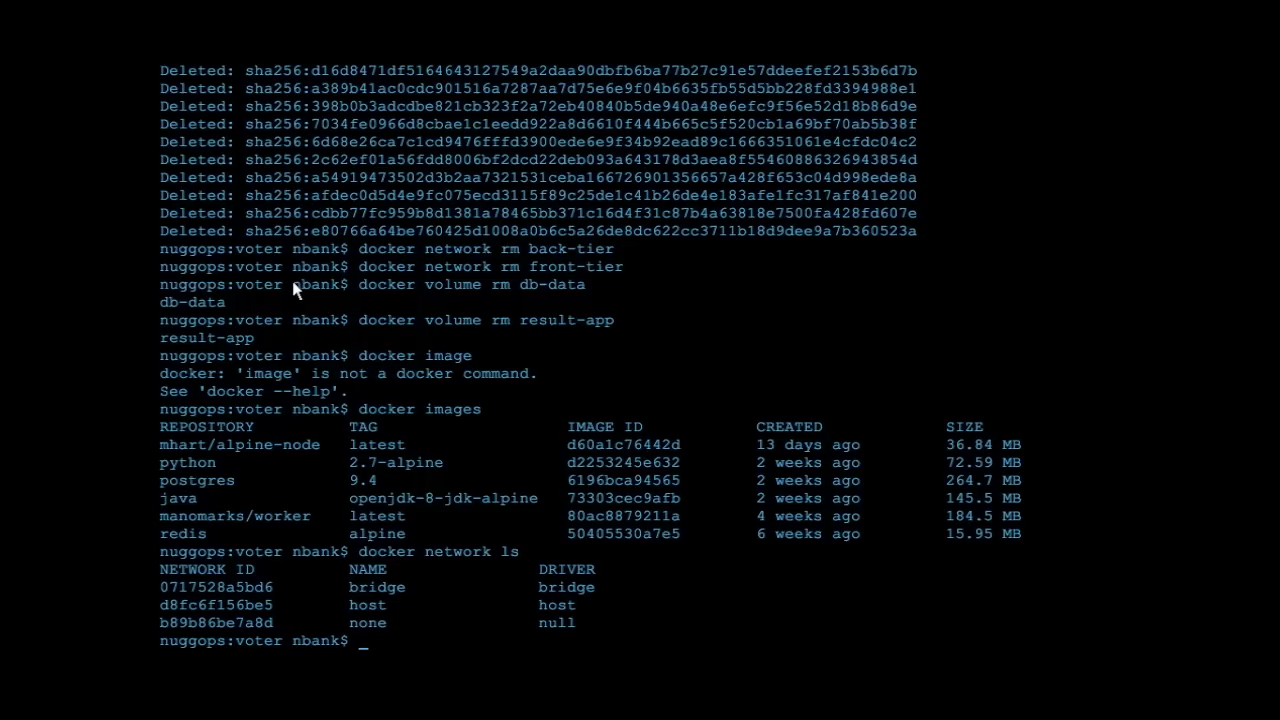 Deleted: sha256:d16d8471df5164643127549a2daa90dbfb6ba77b27c91e57ddeefef2153b6d7b
Deleted: sha256:a389b41ac0cdc901516a7287aa7d75e6e9f04b6635fb55d5bb228fd3394988e1
Deleted: sha256:398b0b3adcdbe821cb323f2a72eb40840b5de940a48e6efc9f56e52d18b86d9e
Deleted: sha256:7034fe0966d8cbae1c1eedd922a8d6610f444b665c5f520cb1a69bf70ab5b38f
Deleted: sha256:6d68e26ca7c1cd9476fffd3900ede6e9f34b92ead89c1666351061e4cfdc04c2
Deleted: sha256:2c62ef01a56fdd8006bf2dcd22deb093a643178d3aea8f55460886326943854d
Deleted: sha256:a54919473502d3b2aa7321531ceba166726901356657a428f653c04d998ede8a
Deleted: sha256:afdec0d5d4e9fc075ecd3115f89c25de1c41b26de4e183afe1fc317af841e200
Deleted: sha256:cdbb77fc959b8d1381a78465bb371c16d4f31c87b4a63818e7500fa428fd607e
Deleted: sha256:e80766a64be760425d1008a0b6c5a26de8dc622cc3711b18d9dee9a7b360523a
nuggops:voter nbank$ docker network rm back-tier
nuggops:voter nbank$ docker network rm front-tier
nuggops:voter nbank$ docker volume rm db-data
db-data
nuggops:voter nbank$ docker volume rm result-app
result-app
nuggops:voter nbank$ docker image
docker: 'image' is not a docker command.
See 'docker --help'.
nuggops:voter nbank$ docker images
REPOSITORY TAG IMAGE ID CREATED SIZE
mhart/alpine-node latest d60a1c76442d 13 days ago 36.84 MB
python 2.7-alpine d2253245e632 2 weeks ago 72.59 MB
postgres 9.4 6196bca94565 2 weeks ago 264.7 MB
java openjdk-8-jdk-alpine 73303cec9afb 2 weeks ago 145.5 MB
manomarks/worker latest 80ac8879211a 4 weeks ago 184.5 MB
redis alpine 50405530a7e5 6 weeks ago 15.95 MB
nuggops:voter nbank$ docker network ls
NETWORK ID NAME DRIVER
0717528a5bd6 bridge bridge
d8fc6f156be5 host host
b89b86be7a8d none null
nuggops:voter nbank$ _